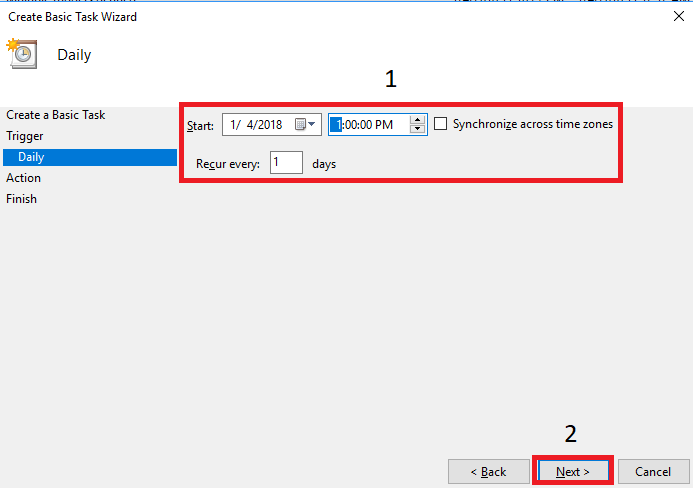 Create Basic Task Wizard
Daily
1
Create a Basic Task
Trigger
Daily
Action
Finish
Start: 1/ 4/2018 1:00:00 PM Synchronize across time zones
Recur every: 1 days
2
< Back Next > Cancel